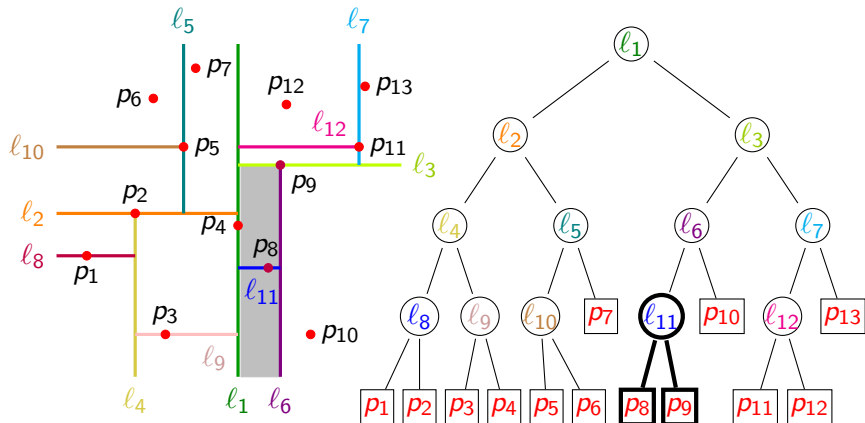 ℓ5 ℓ7
p7 p6 p12 p13
ℓ12
ℓ10 p5 p11
ℓ3
p9
p2
ℓ2 p4
ℓ8 p8
p1
ℓ11
p3 p10
ℓ9
ℓ4 ℓ1 ℓ6
ℓ1
ℓ2 ℓ3
ℓ4 ℓ5 ℓ6 ℓ7
ℓ8 ℓ9 ℓ10 p7 ℓ11 p10 ℓ12 p13
p1 p2 p3 p4 p5 p6 p8 p9 p11 p12